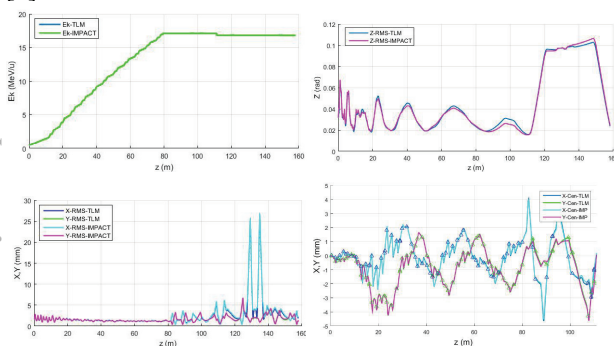 20
15
10
5
0
Ek (MeV/u)
Ek-TLM
Ek-IMPACT
0 20 40 60 80 100 120 140 160
z (m)
0.12
0.1
0.08
0.06
0.04
0.02
0
Z (rad)
Z-RMS-TLM
Z-RMS-IMPACT
0 20 40 60 80 100 120 140 160
z (m)
30
25
20
15
10
5
0
X,Y (mm)
X-RMS-TLM
Y-RMS-TLM
X-RMS-IMPACT
Y-RMS-IMPACT
0 20 40 60 80 100 120 140 160
z (m)
5
4
3
2
1
0
-1
-2
-3
-4
-5
X,Y (mm)
X-Cen-TLM
Y-Cen-TLM
X-Cen-IMP
Y-Cen-IMP
0 20 40 60 80 100
z (m)